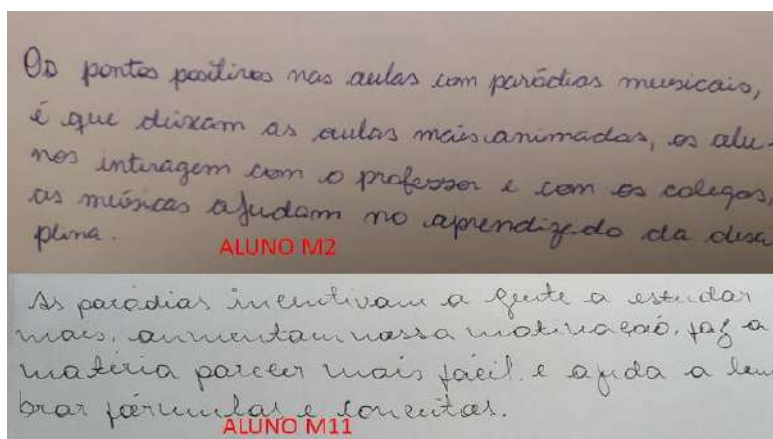 Os pontos positivos nas aulas com paródias musicais,
é que deixam as aulas mais animadas, os alu-
nos interagem com o professor e com os colegas,
as músicas ajudam no aprendizado da disci
plina.
ALUNO M2
As paródias incentivam a gente a estudar
mais, aumentam nossa motivação, faz a
matéria parecer mais fácil e ajuda a lem
brar fórmulas e conceitos.
ALUNO M11